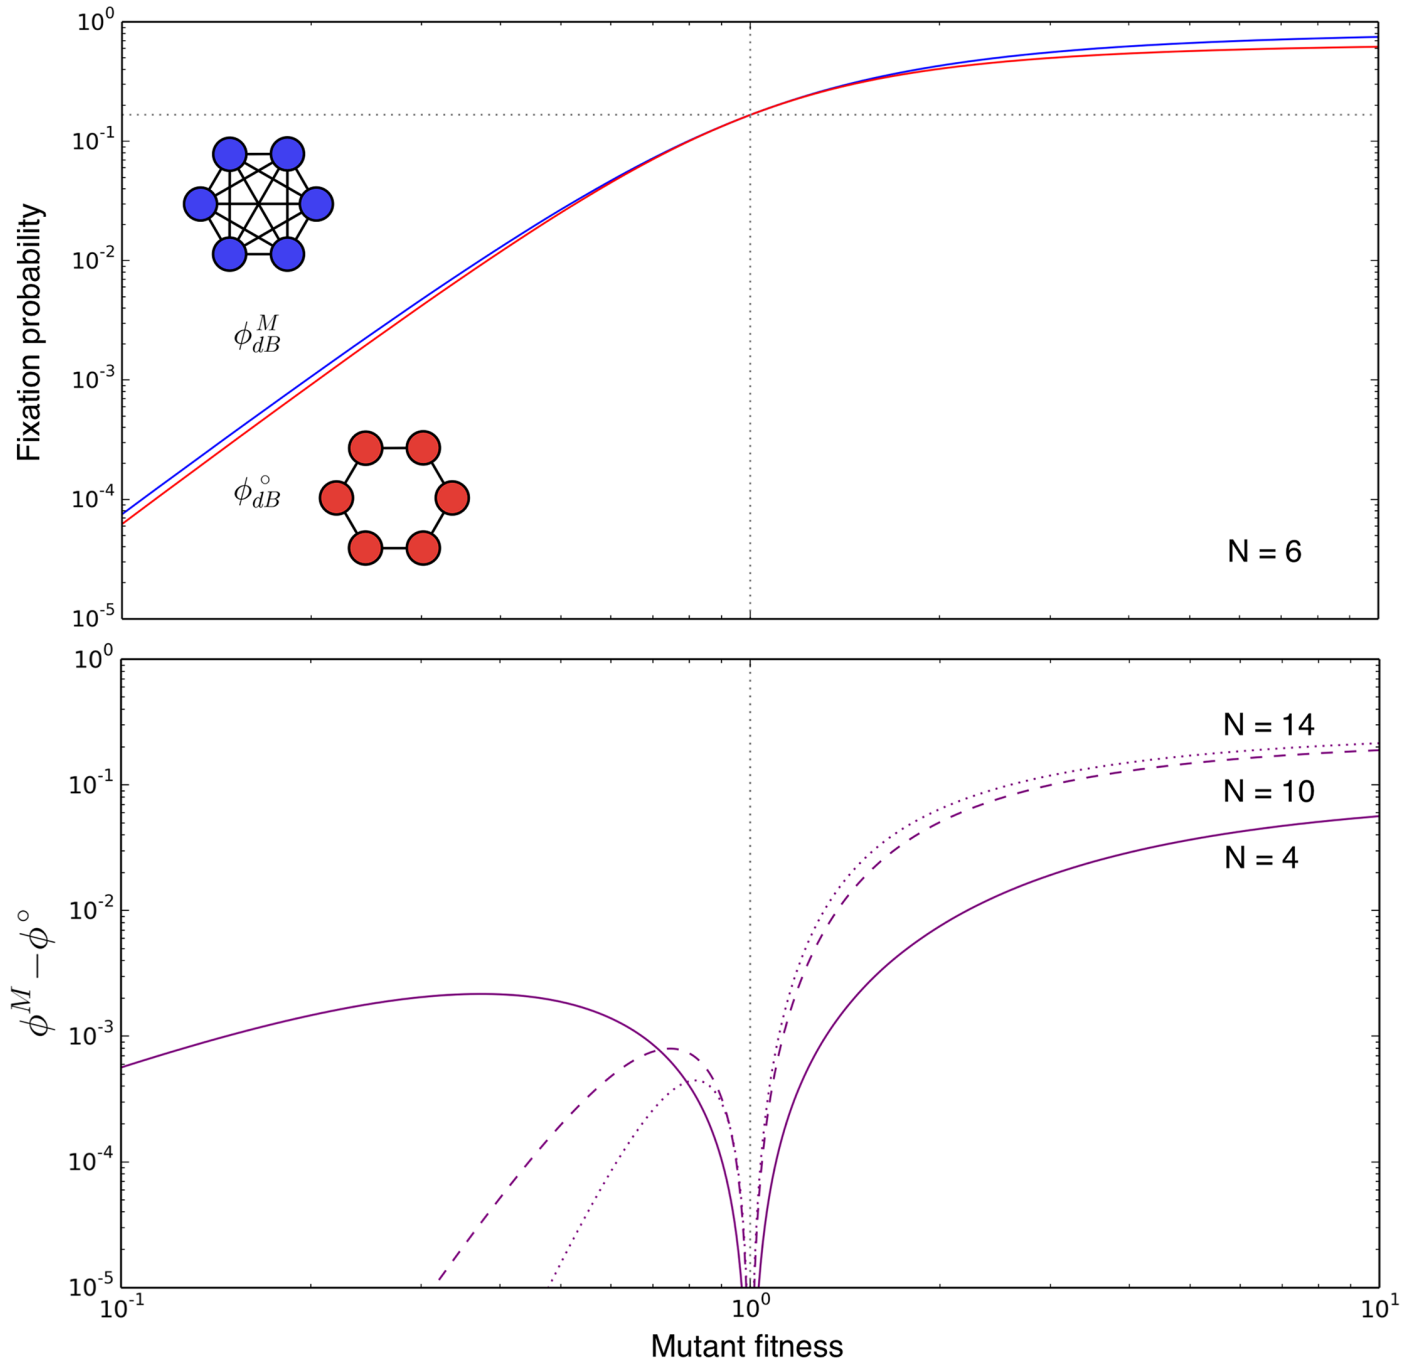 10^0
10^-1
10^-2
10^-3
10^-4
10^-5
Fixation probability
ϕ_dB^M
ϕ_dB^∘
N = 6
10^0
10^-1
10^-2
10^-3
10^-4
10^-5
ϕ^M − ϕ^∘
N = 14
N = 10
N = 4
10^-1 10^0 10^1
Mutant fitness